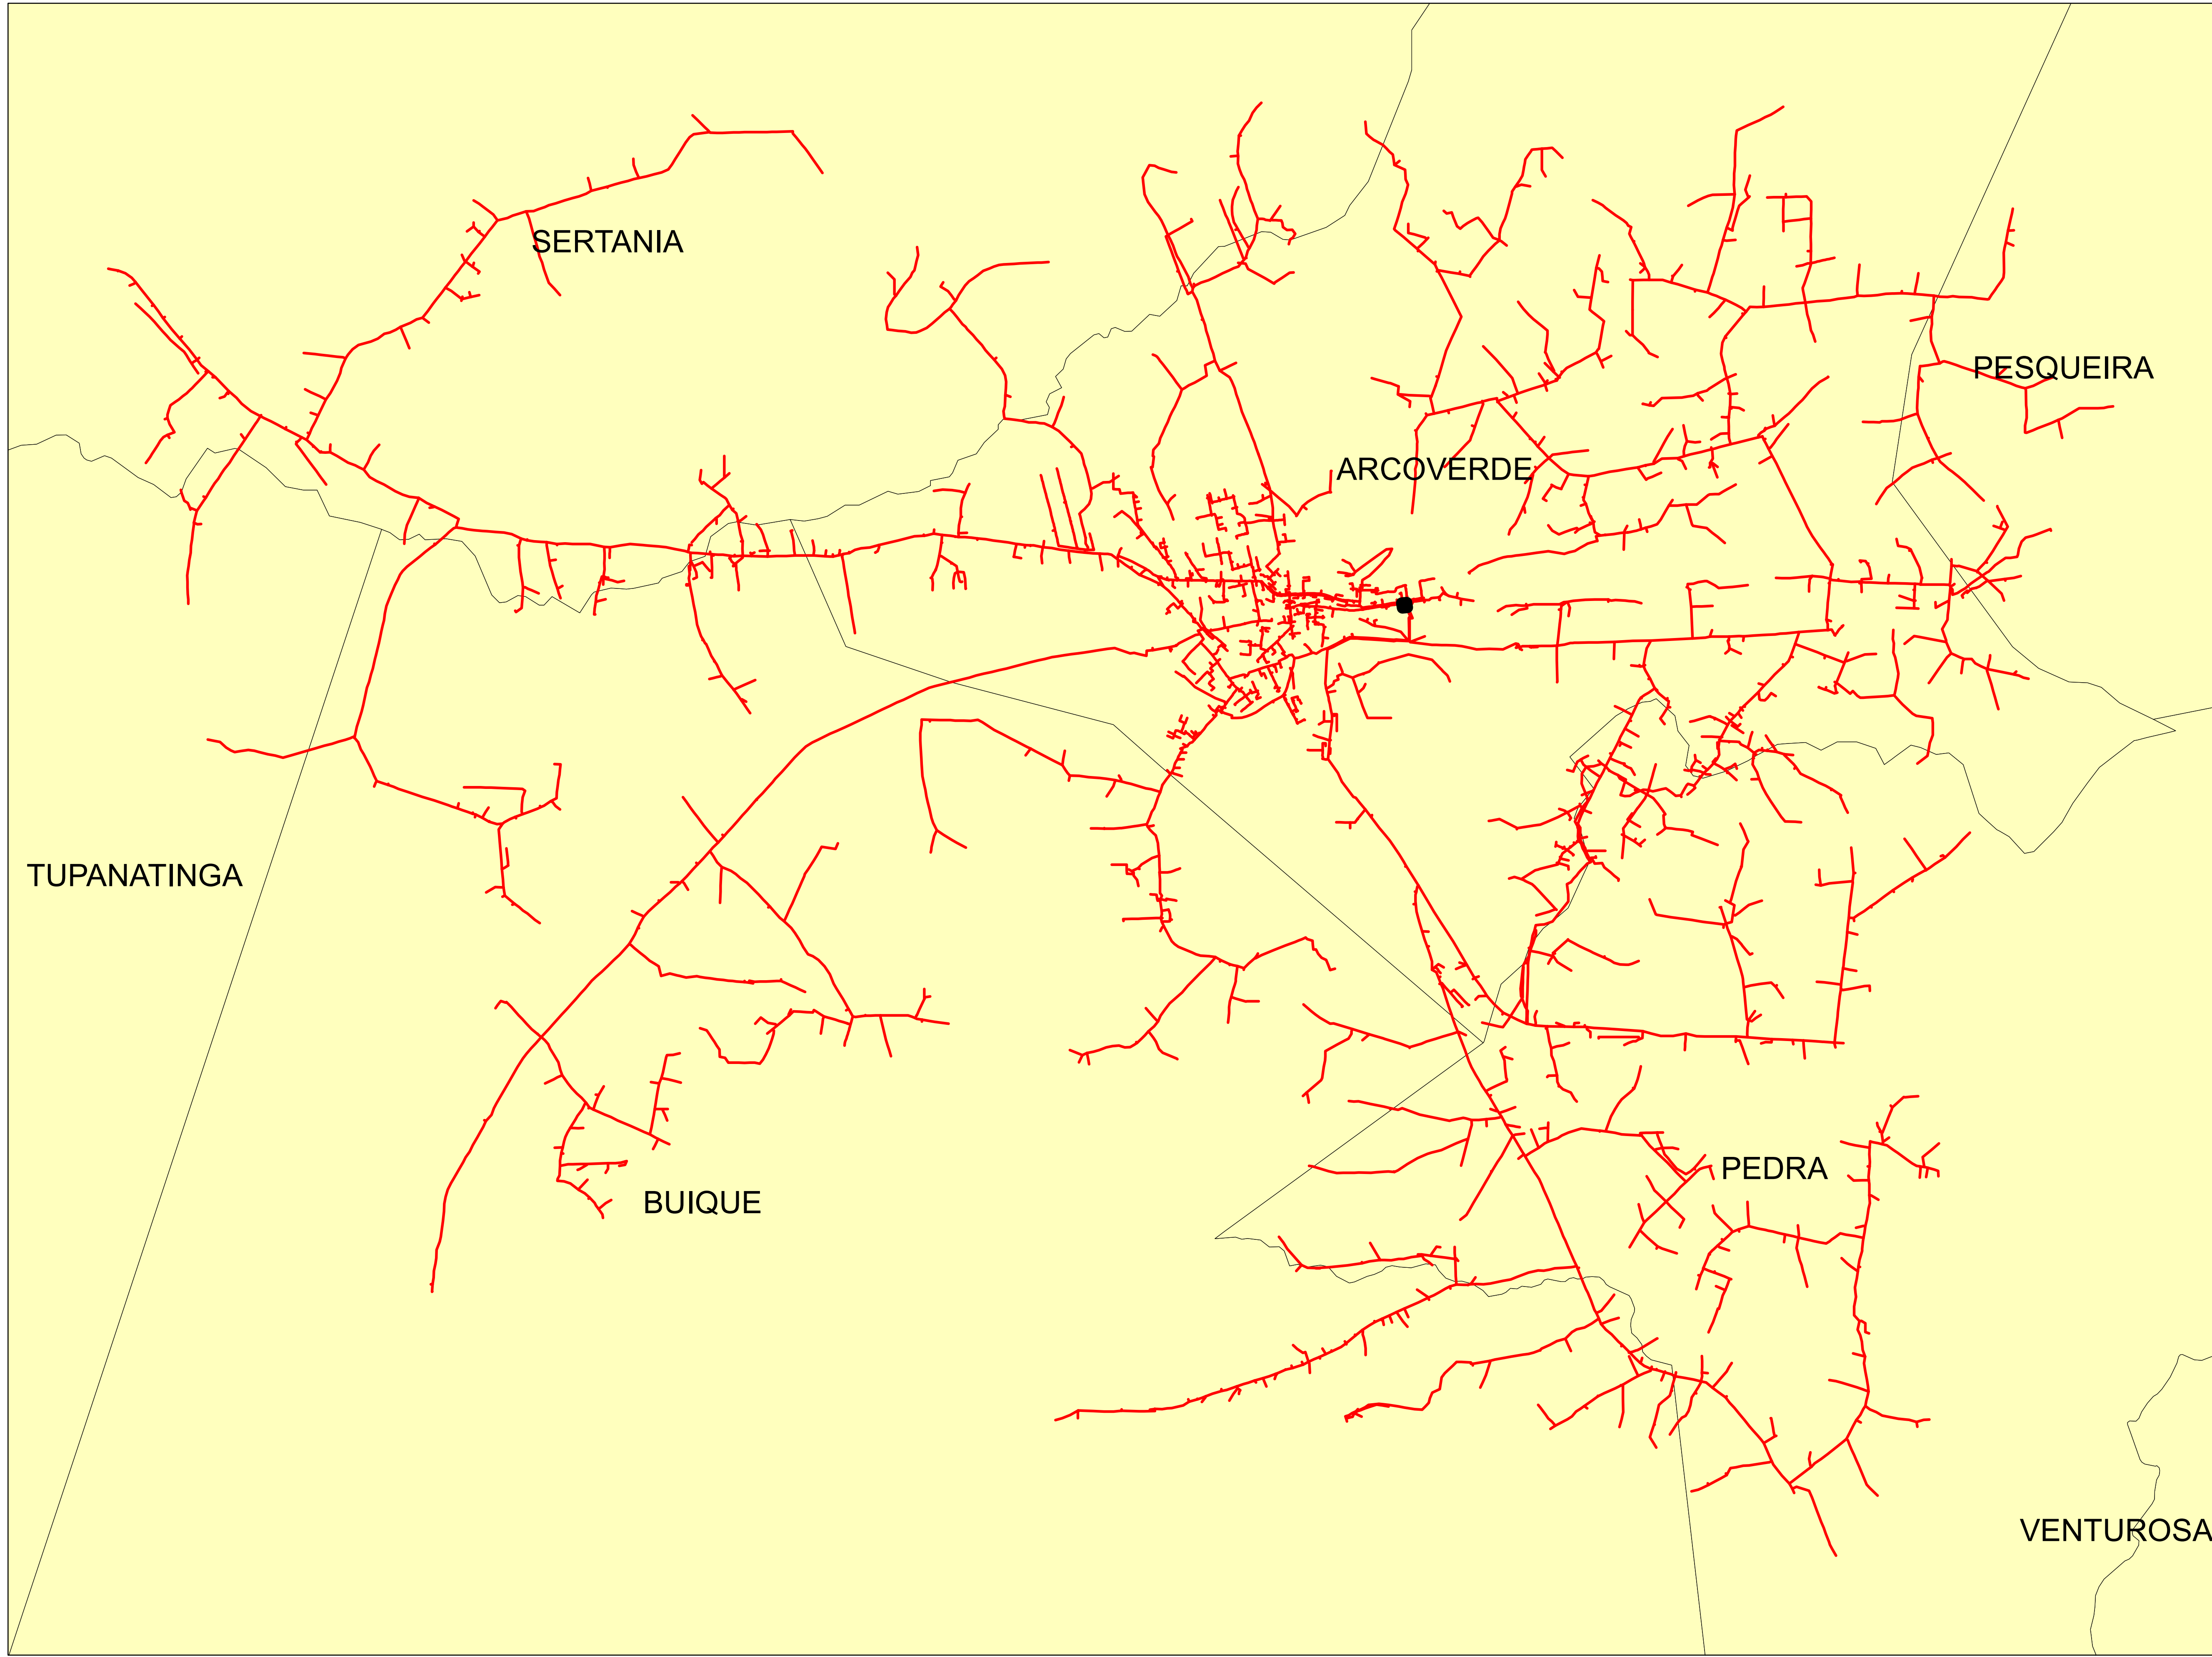 SERTANIA
PESQUEIRA
ARCOVERDE
TUPANATINGA
PEDRA
BUIQUE
VENTUROSA